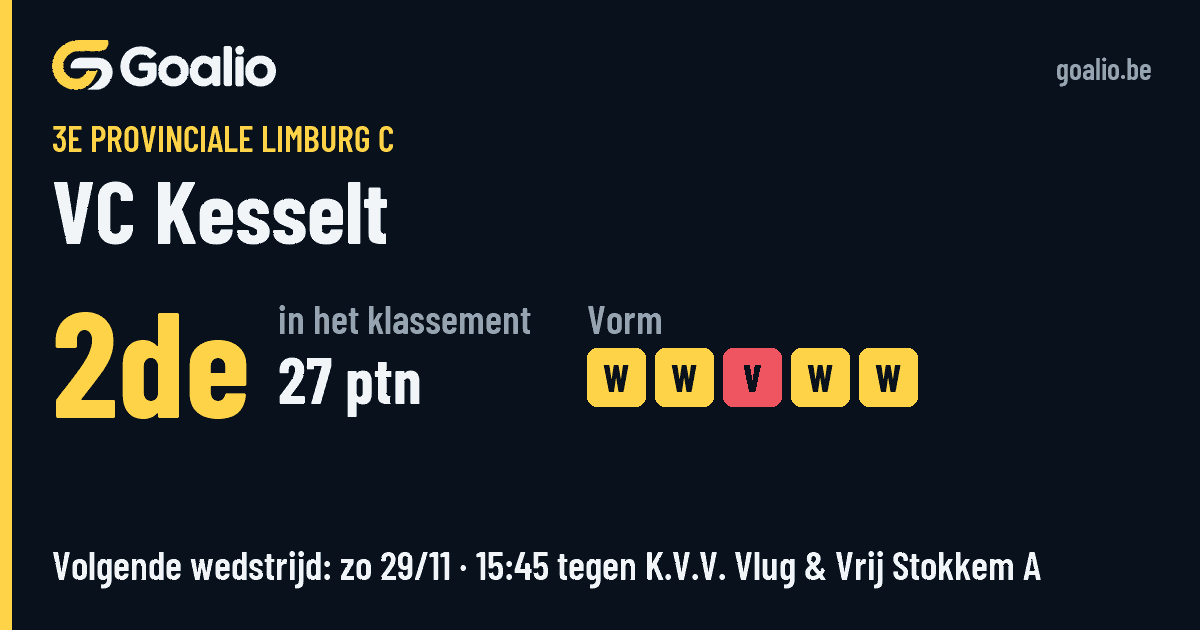 Goalio
goalio.be
3E PROVINCIALE LIMBURG C
VC Kesselt
2de
in het klassement
27 ptn
Vorm
W W V W W
Volgende wedstrijd: zo 29/11 · 15:45 tegen K.V.V. Vlug & Vrij Stokkem A